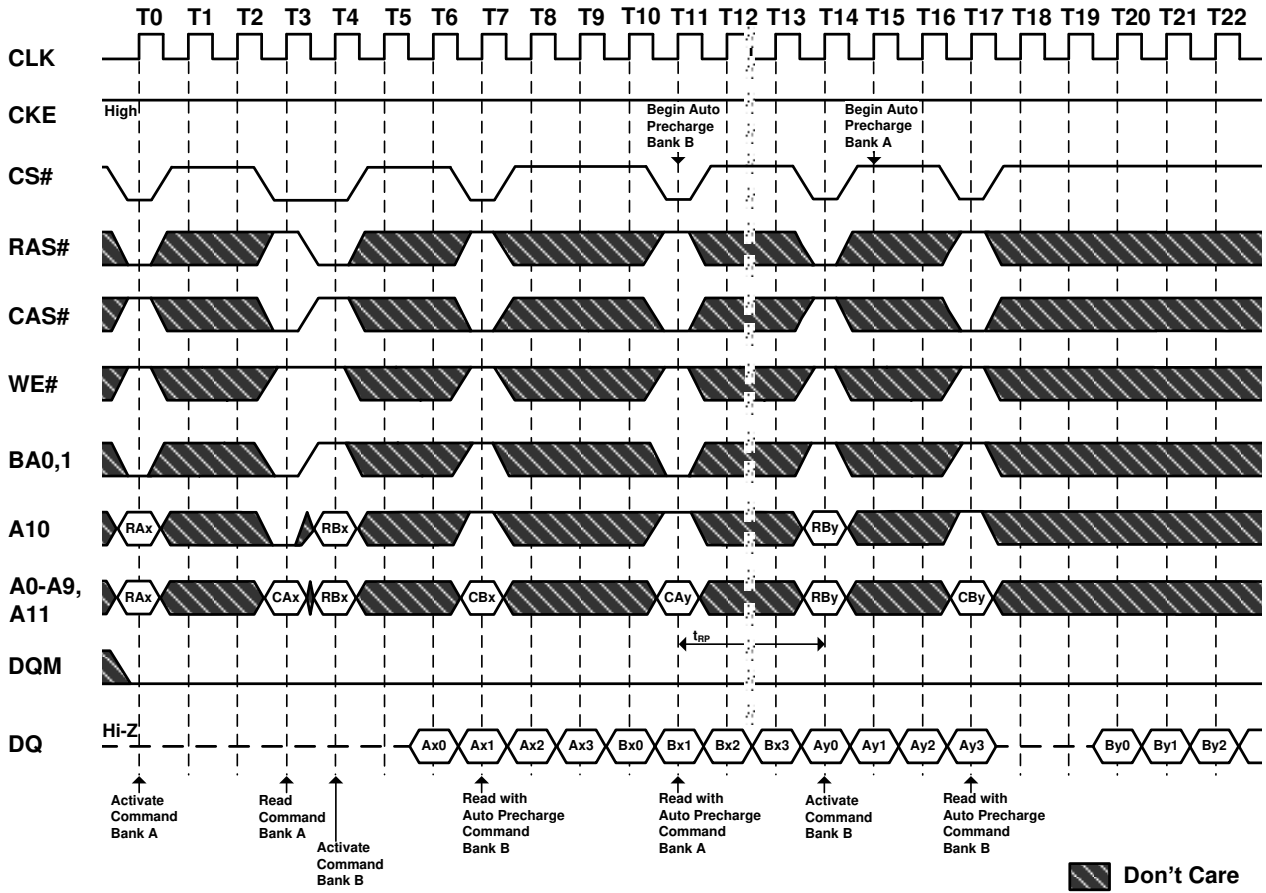 T0 T1 T2 T3 T4 T5 T6 T7 T8 T9 T10 T11 T12 T13 T14 T15 T16 T17 T18 T19 T20 T21 T22
CLK
CKE
High
Begin Auto
Precharge
Bank B
Begin Auto
Precharge
Bank A
CS#
RAS#
CAS#
WE#
BA0,1
A10
RAx RBx RBy
A0-A9,
A11
RAx CAx RBx CBx CAy RBy CBy
tRP
DQM
DQ
Hi-Z
Ax0 Ax1 Ax2 Ax3 Bx0 Bx1 Bx2 Bx3 Ay0 Ay1 Ay2 Ay3 By0 By1 By2
Activate
Command
Bank A
Read
Command
Bank A
Activate
Command
Bank B
Read with
Auto Precharge
Command
Bank B
Read with
Auto Precharge
Command
Bank A
Activate
Command
Bank B
Read with
Auto Precharge
Command
Bank B
Don't Care